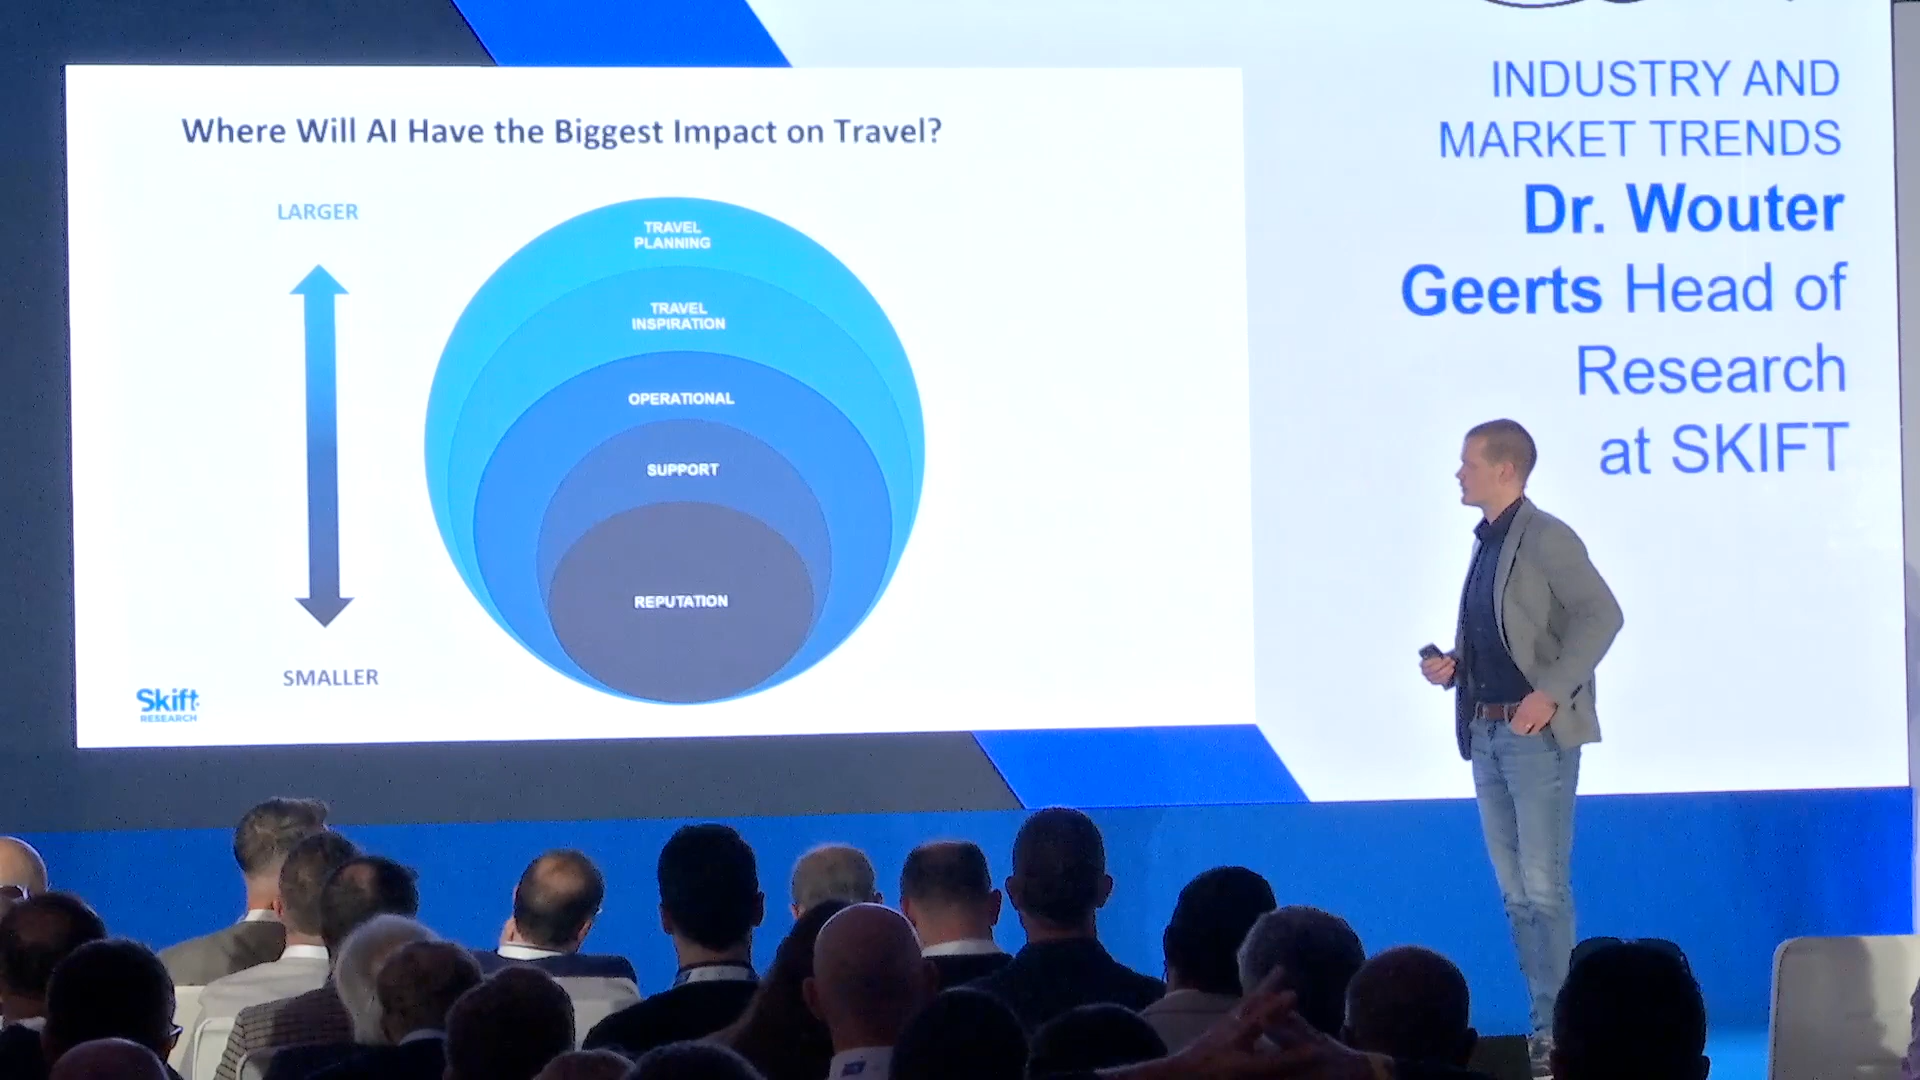 Where Will AI Have the Biggest Impact on Travel?
LARGER
SMALLER
TRAVEL
PLANNING
TRAVEL
INSPIRATION
OPERATIONAL
SUPPORT
REPUTATION
Skift
RESEARCH
INDUSTRY AND
MARKET TRENDS
Dr. Wouter
Geerts Head of
Research
at SKIFT